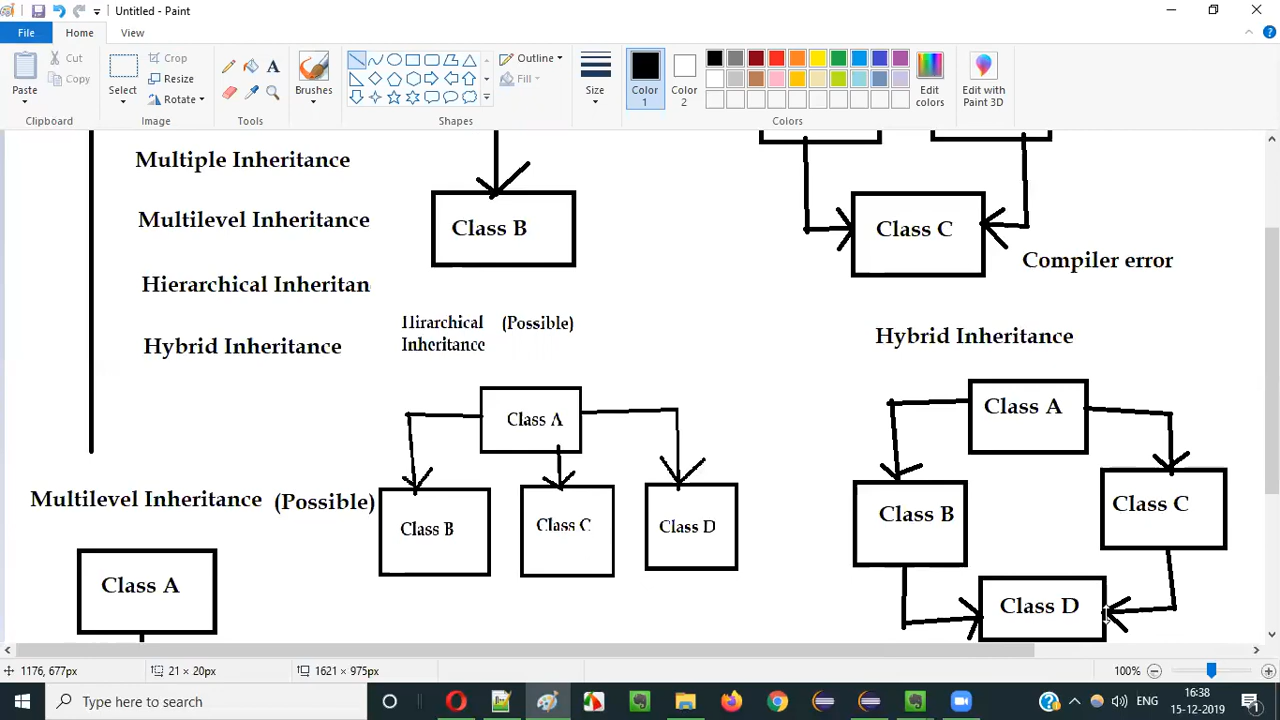 Untitled - Paint
File
Home
View
Paste
Cut
Copy
Clipboard
Select
Crop
Resize
Rotate
Image
A
Tools
Brushes
Shapes
Outline
Fill
Size
Color
1
Color
2
Colors
Edit
colors
Edit with
Paint 3D
Multiple Inheritance
Multilevel Inheritance
Hierarchical Inheritan
Hybrid Inheritance
Class B
Class C
Compiler error
Hirarchical (Possible)
Inheritance
Class A
Class B
Class C
Class D
Hybrid Inheritance
Class A
Class B
Class C
Class D
Multilevel Inheritance (Possible)
Class A
1176, 677px
21 × 20px
1621 × 975px
100%
Type here to search
ENG
16:38
15-12-2019
1